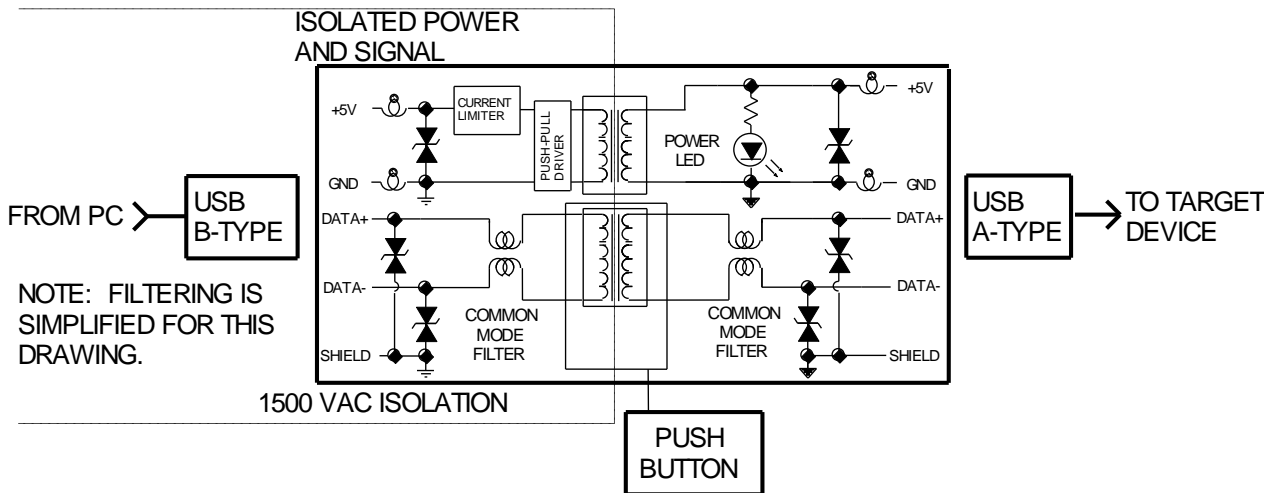 ISOLATED POWER
AND SIGNAL
+5V
CURRENT
LIMITER
PUSH-PULL
DRIVER
POWER
LED
+5V
GND
GND
FROM PC
USB
B-TYPE
DATA+
DATA+
USB
A-TYPE
TO TARGET
DEVICE
DATA-
DATA-
NOTE: FILTERING IS
SIMPLIFIED FOR THIS
DRAWING.
COMMON
MODE
FILTER
COMMON
MODE
FILTER
SHIELD
SHIELD
1500 VAC ISOLATION
PUSH
BUTTON